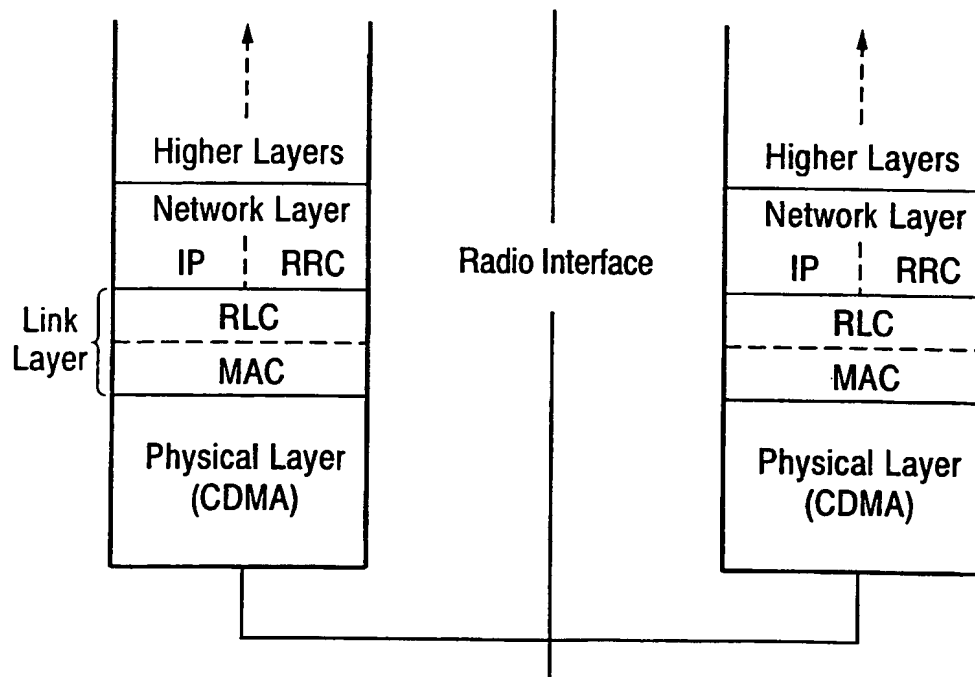 Higher Layers
Network Layer
IP
RRC
Link
Layer
RLC
MAC
Physical Layer
(CDMA)
Radio Interface
Higher Layers
Network Layer
IP
RRC
RLC
MAC
Physical Layer
(CDMA)